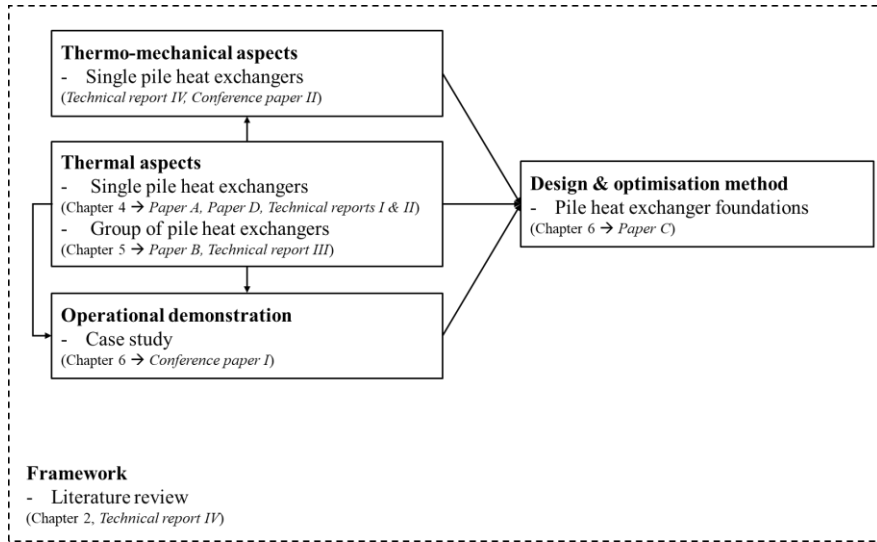 Thermo-mechanical aspects
- Single pile heat exchangers
(Technical report IV, Conference paper II)
Thermal aspects
- Single pile heat exchangers
(Chapter 4 → Paper A, Paper D, Technical reports I & II)
- Group of pile heat exchangers
(Chapter 5 → Paper B, Technical report III)
Operational demonstration
- Case study
(Chapter 6 → Conference paper I)
Design & optimisation method
- Pile heat exchanger foundations
(Chapter 6 → Paper C)
Framework
- Literature review
(Chapter 2, Technical report IV)